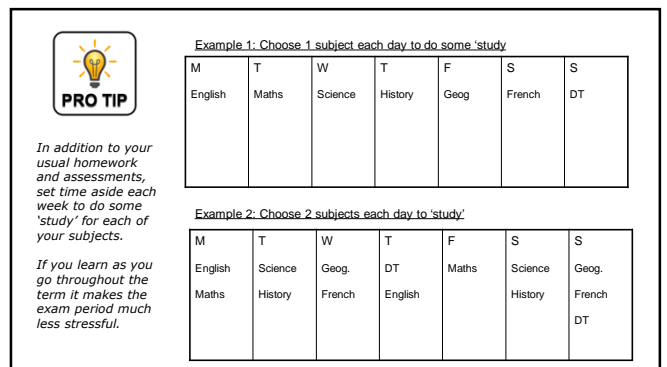 PRO TIP
In addition to your
usual homework
and assessments,
set time aside each
week to do some
‘study’ for each of
your subjects.
If you learn as you
go throughout the
term it makes the
exam period much
less stressful.
Example 1: Choose 1 subject each day to do some ‘study
M T W T F S S
English Maths Science History Geog French DT
Example 2: Choose 2 subjects each day to ‘study’
M T W T F S S
English Science Geog. DT Maths Science Geog.
Maths History French English History French
DT